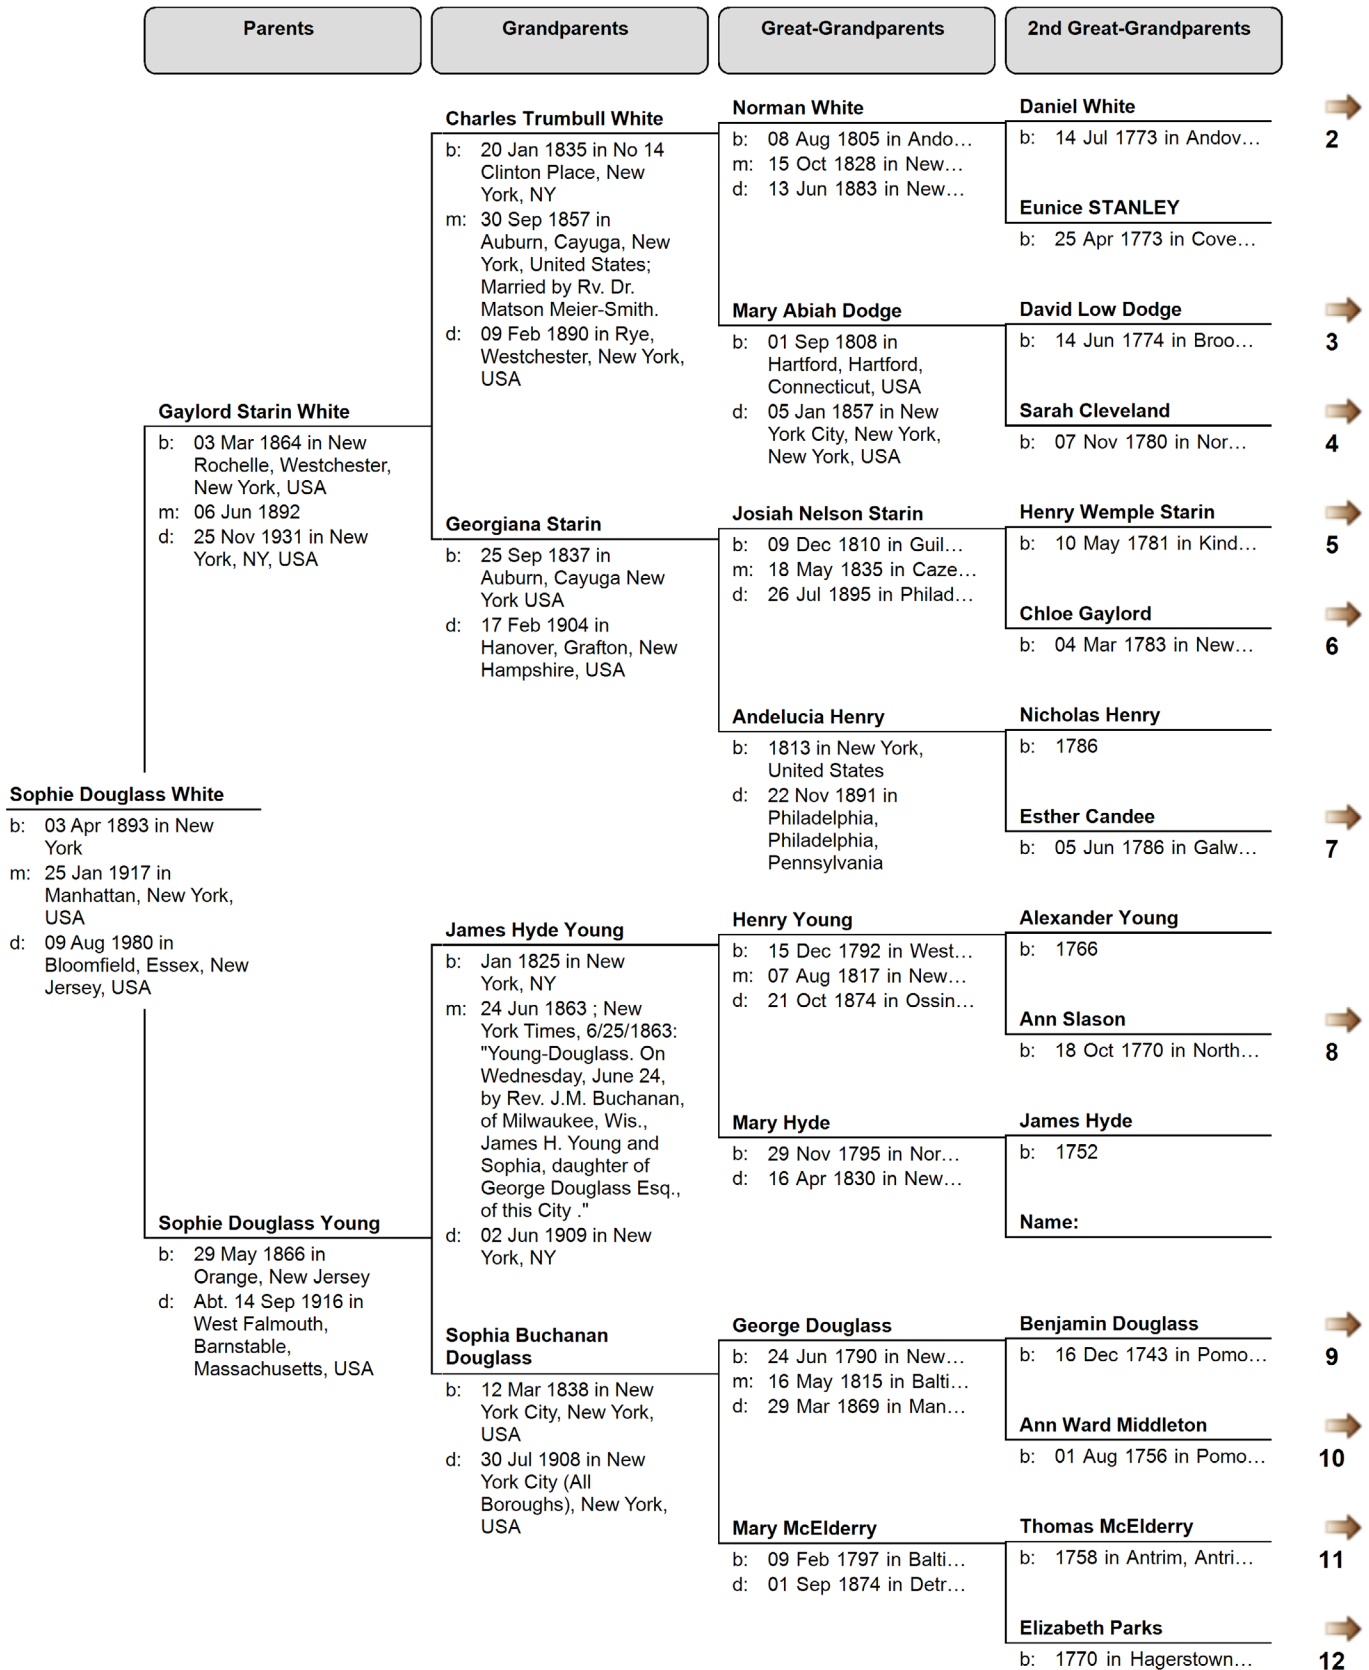 Parents
Grandparents
Great-Grandparents
2nd Great-Grandparents
Sophie Douglass White
b: 03 Apr 1893 in New
York
m: 25 Jan 1917 in
Manhattan, New York,
USA
d: 09 Aug 1980 in
Bloomfield, Essex, New
Jersey, USA
Gaylord Starin White
b: 03 Mar 1864 in New
Rochelle, Westchester,
New York, USA
m: 06 Jun 1892
d: 25 Nov 1931 in New
York, NY, USA
Sophie Douglass Young
b: 29 May 1866 in
Orange, New Jersey
d: Abt. 14 Sep 1916 in
West Falmouth,
Barnstable,
Massachusetts, USA
Charles Trumbull White
b: 20 Jan 1835 in No 14
Clinton Place, New
York, NY
m: 30 Sep 1857 in
Auburn, Cayuga, New
York, United States;
Married by Rv. Dr.
Matson Meier-Smith.
d: 09 Feb 1890 in Rye,
Westchester, New York,
USA
Georgiana Starin
b: 25 Sep 1837 in
Auburn, Cayuga New
York USA
d: 17 Feb 1904 in
Hanover, Grafton, New
Hampshire, USA
James Hyde Young
b: Jan 1825 in New
York, NY
m: 24 Jun 1863 ; New
York Times, 6/25/1863:
"Young-Douglass. On
Wednesday, June 24,
by Rev. J.M. Buchanan,
of Milwaukee, Wis.,
James H. Young and
Sophia, daughter of
George Douglass Esq.,
of this City ."
d: 02 Jun 1909 in New
York, NY
Sophia Buchanan
Douglass
b: 12 Mar 1838 in New
York City, New York,
USA
d: 30 Jul 1908 in New
York City (All
Boroughs), New York,
USA
Norman White
b: 08 Aug 1805 in Ando…
m: 15 Oct 1828 in New…
d: 13 Jun 1883 in New…
Mary Abiah Dodge
b: 01 Sep 1808 in
Hartford, Hartford,
Connecticut, USA
d: 05 Jan 1857 in New
York City, New York,
New York, USA
Josiah Nelson Starin
b: 09 Dec 1810 in Guil…
m: 18 May 1835 in Caze…
d: 26 Jul 1895 in Philad…
Andelucia Henry
b: 1813 in New York,
United States
d: 22 Nov 1891 in
Philadelphia,
Philadelphia,
Pennsylvania
Henry Young
b: 15 Dec 1792 in West…
m: 07 Aug 1817 in New…
d: 21 Oct 1874 in Ossin…
Mary Hyde
b: 29 Nov 1795 in Nor…
d: 16 Apr 1830 in New…
George Douglass
b: 24 Jun 1790 in New…
m: 16 May 1815 in Balti…
d: 29 Mar 1869 in Man…
Mary McElderry
b: 09 Feb 1797 in Balti…
d: 01 Sep 1874 in Detr…
Daniel White
b: 14 Jul 1773 in Andov…
2
Eunice STANLEY
b: 25 Apr 1773 in Cove…
David Low Dodge
b: 14 Jun 1774 in Broo…
3
Sarah Cleveland
b: 07 Nov 1780 in Nor…
4
Henry Wemple Starin
b: 10 May 1781 in Kind…
5
Chloe Gaylord
b: 04 Mar 1783 in New…
6
Nicholas Henry
b: 1786
Esther Candee
b: 05 Jun 1786 in Galw…
7
Alexander Young
b: 1766
Ann Slason
b: 18 Oct 1770 in North…
8
James Hyde
b: 1752
Name:
Benjamin Douglass
b: 16 Dec 1743 in Pomo…
9
Ann Ward Middleton
b: 01 Aug 1756 in Pomo…
10
Thomas McElderry
b: 1758 in Antrim, Antri…
11
Elizabeth Parks
b: 1770 in Hagerstown…
12